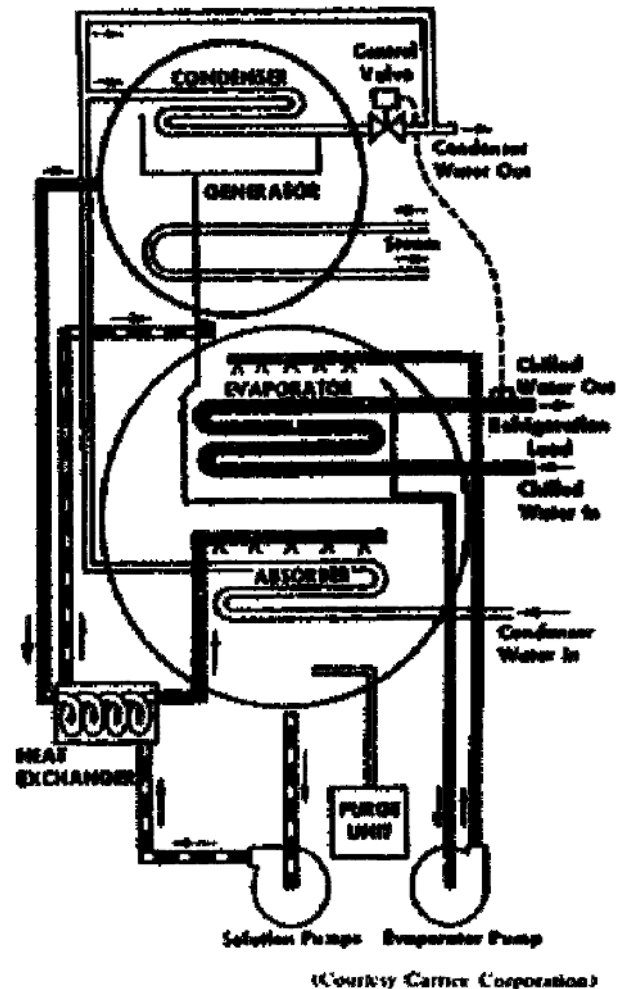 CONDENSER
Control
Valve
Condenser
Water Out
GENERATOR
Steam
EVAPORATOR
Chilled
Water Out
Refrigeration
Load
Chilled
Water In
ABSORBER
Condenser
Water In
HEAT
EXCHANGER
PURGE
UNIT
Solution Pumps
Evaporator Pump
(Courtesy Carrier Corporation)